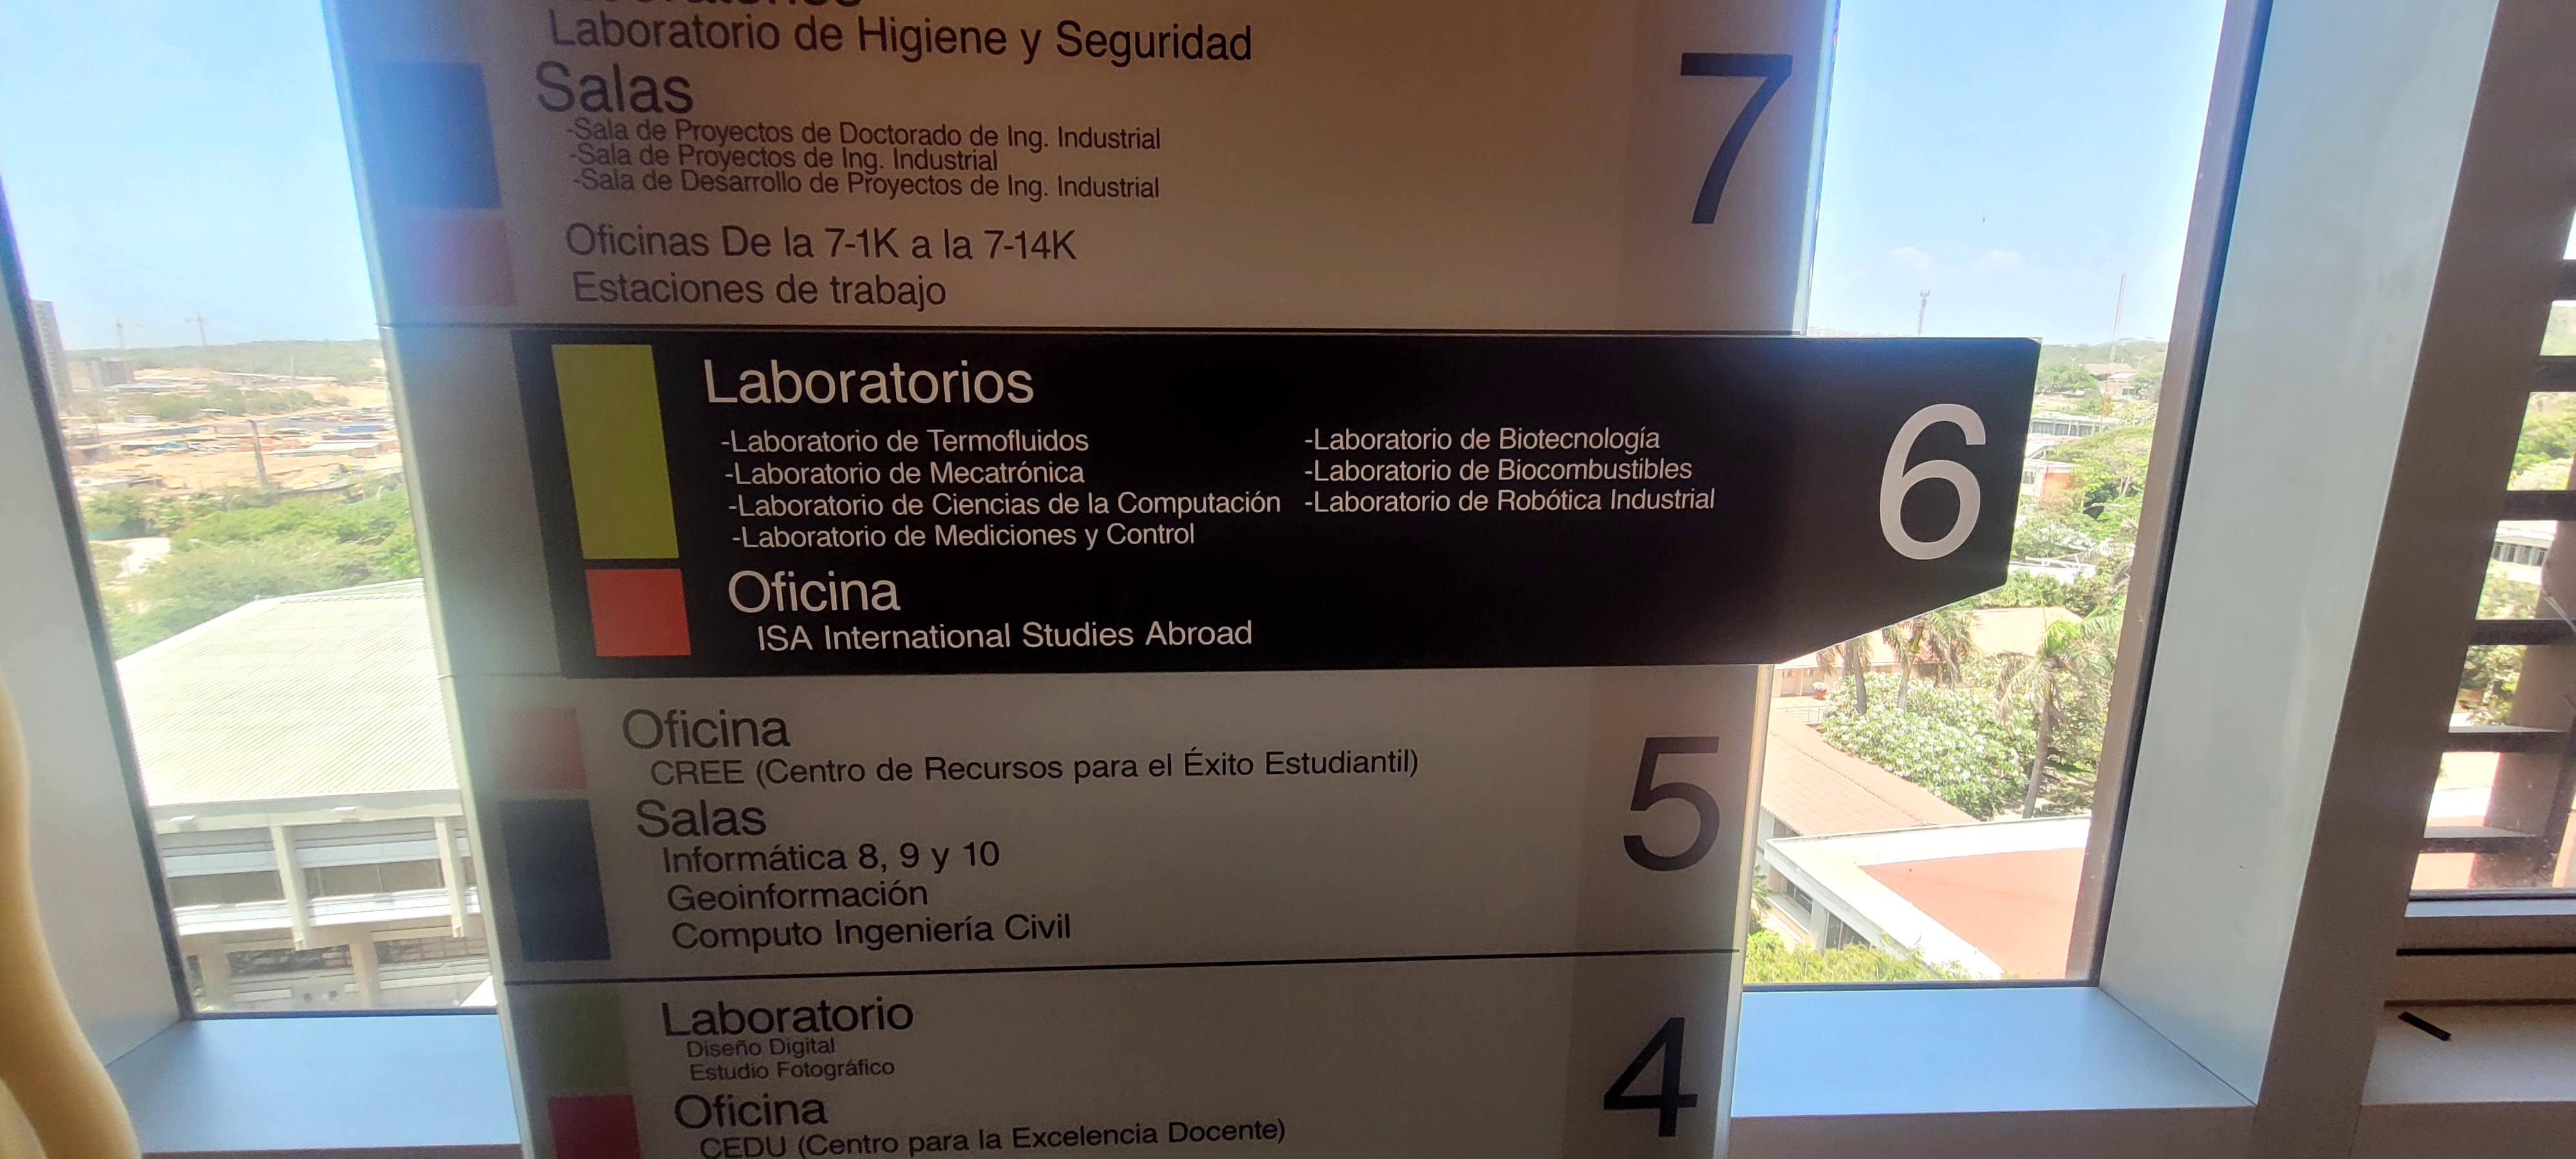 Laboratorio de Higiene y Seguridad
7
Salas
-Sala de Proyectos de Doctorado de Ing. Industrial
-Sala de Proyectos de Ing. Industrial
-Sala de Desarrollo de Proyectos de Ing. Industrial
Oficinas De la 7-1K a la 7-14K
Estaciones de trabajo
Laboratorios
-Laboratorio de Termofluidos
-Laboratorio de Mecatrónica
-Laboratorio de Ciencias de la Computación
-Laboratorio de Mediciones y Control
-Laboratorio de Biotecnología
-Laboratorio de Biocombustibles
-Laboratorio de Robótica Industrial
6
Oficina
ISA International Studies Abroad
Oficina
CREE (Centro de Recursos para el Éxito Estudiantil)
5
Salas
Informática 8, 9 y 10
Geoinformación
Computo Ingeniería Civil
Laboratorio
Diseño Digital
Estudio Fotográfico
4
Oficina
CEDU (Centro para la Excelencia Docente)